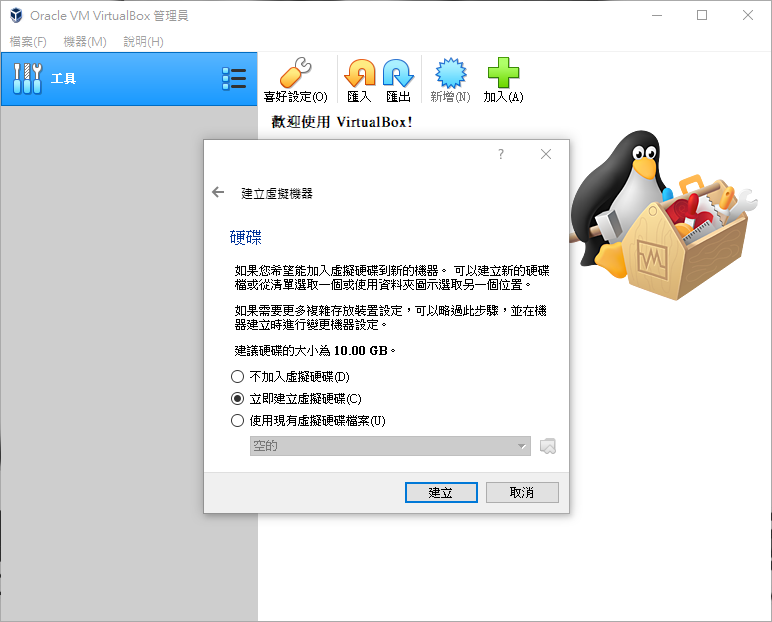 Oracle VM VirtualBox 管理員
檔案(F) 機器(M) 說明(H)
工具
喜好設定(O) 匯入 匯出 新增(N) 加入(A)
歡迎使用 VirtualBox!
?
建立虛擬機器
硬碟
如果您希望能加入虛擬硬碟到新的機器。 可以建立新的硬碟
檔或從清單選取一個或使用資料夾圖示選取另一個位置。
如果需要更多複雜存放裝置設定，可以略過此步驟，並在機
器建立時進行變更機器設定。
建議硬碟的大小為 10.00 GB。
不加入虛擬硬碟(D)
立即建立虛擬硬碟(C)
使用現有虛擬硬碟檔案(U)
空的
建立 取消